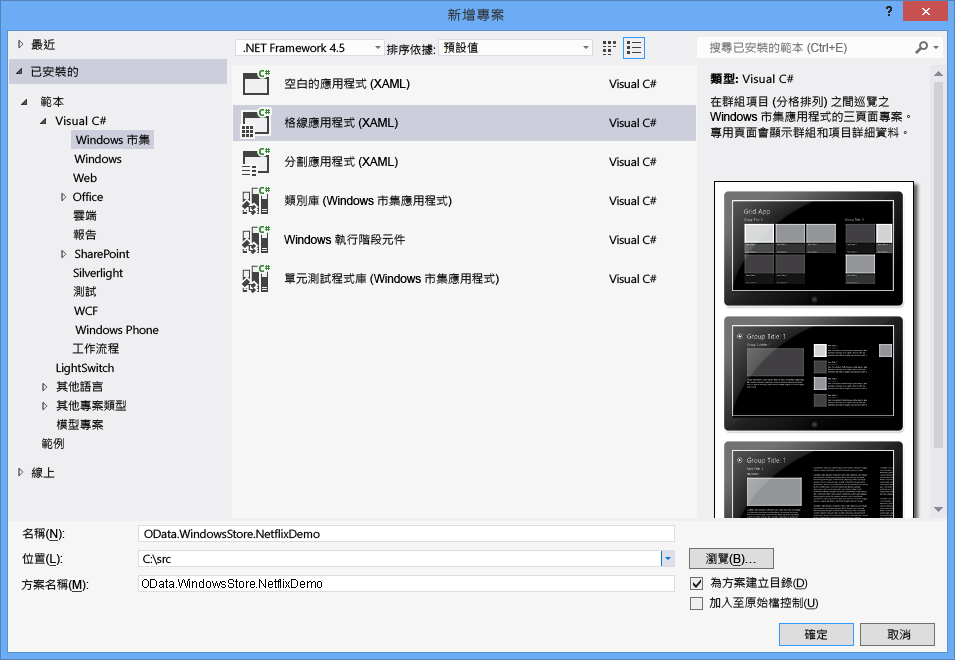 新增專案
?
最近
已安裝的
範本
Visual C#
Windows 市集
Windows
Web
Office
雲端
報告
SharePoint
Silverlight
測試
WCF
Windows Phone
工作流程
LightSwitch
其他語言
其他專案類型
模型專案
範例
線上
.NET Framework 4.5 排序依據: 預設值
空白的應用程式 (XAML) Visual C#
格線應用程式 (XAML) Visual C#
分割應用程式 (XAML) Visual C#
類別庫 (Windows 市集應用程式) Visual C#
Windows 執行階段元件 Visual C#
單元測試程式庫 (Windows 市集應用程式) Visual C#
搜尋已安裝的範本 (Ctrl+E)
類型: Visual C#
在群組項目 (分格排列) 之間巡覽之
Windows 市集應用程式的三頁面專案。
專用頁面會顯示群組和項目詳細資料。
Grid App
Group Title: 1
Group Title: 1
名稱(N): OData.WindowsStore.NetflixDemo
位置(L): C:\src 瀏覽(B)...
方案名稱(M): OData.WindowsStore.NetflixDemo
為方案建立目錄(D)
加入至原始檔控制(U)
確定 取消